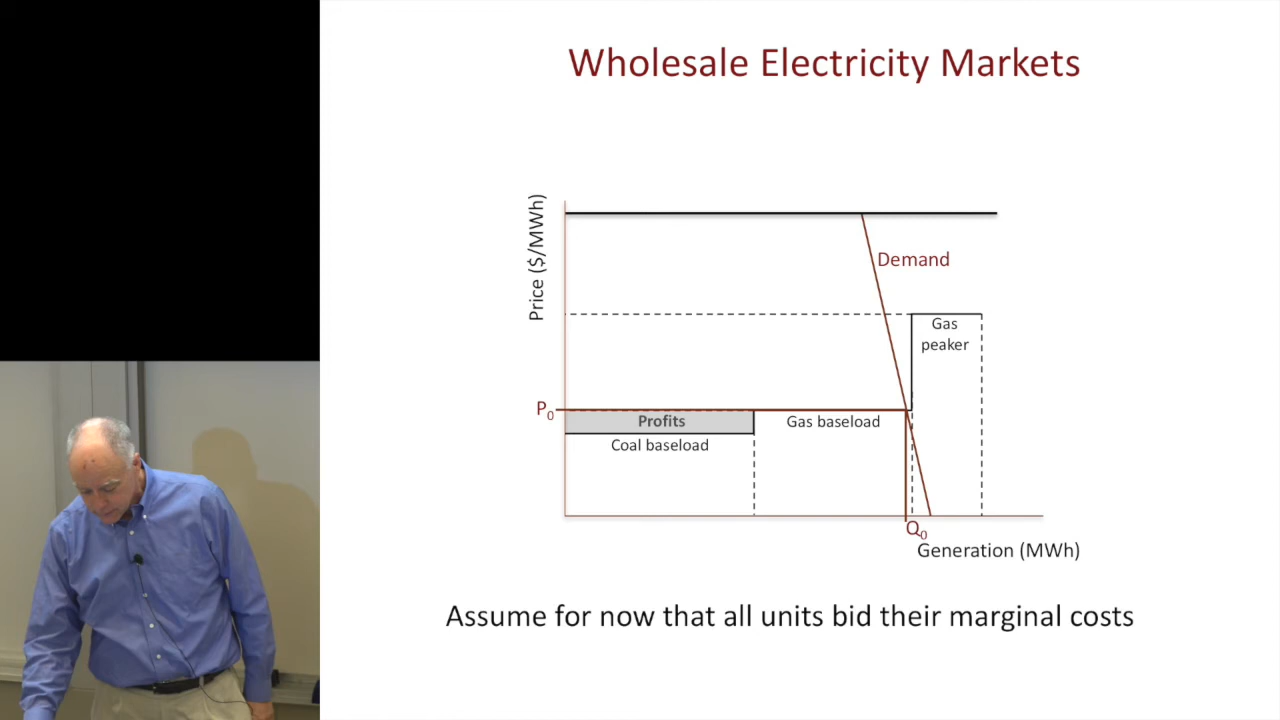 Wholesale Electricity Markets
Price ($/MWh)
Demand
Gas
peaker
P0
Profits
Gas baseload
Coal baseload
Q0
Generation (MWh)
Assume for now that all units bid their marginal costs